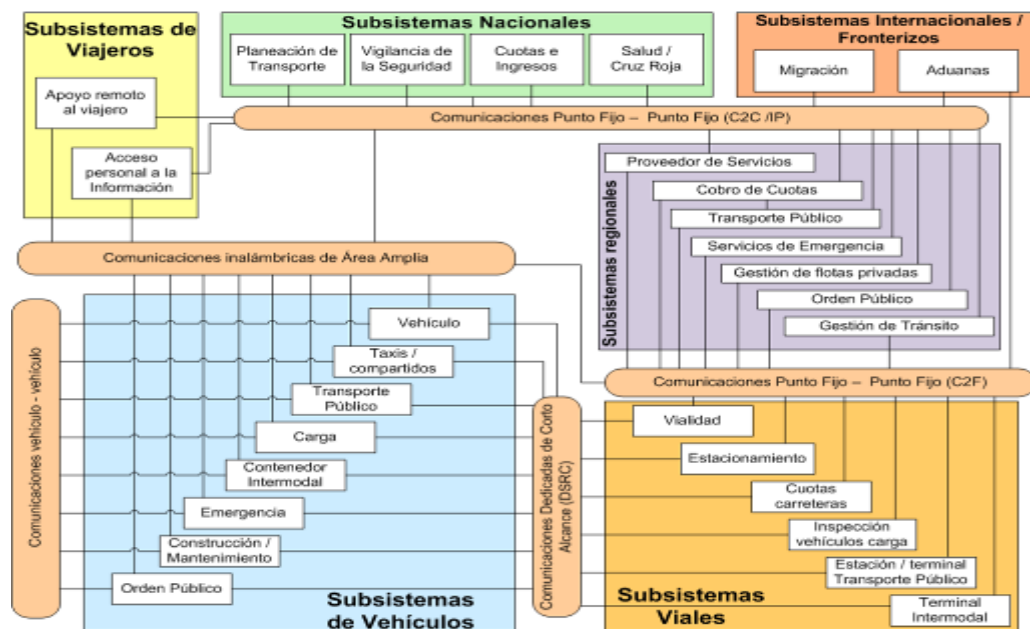 Subsistemas de
Viajeros
Apoyo remoto
al viajero
Acceso
personal a la
Información
Subsistemas Nacionales
Planeación de
Transporte
Vigilancia de
la Seguridad
Cuotas e
Ingresos
Salud /
Cruz Roja
Subsistemas Internacionales /
Fronterizos
Migración
Aduanas
Comunicaciones Punto Fijo – Punto Fijo (C2C /IP)
Subsistemas regionales
Proveedor de Servicios
Cobro de Cuotas
Transporte Público
Servicios de Emergencia
Gestión de flotas privadas
Orden Público
Gestión de Tránsito
Comunicaciones inalámbricas de Área Amplia
Comunicaciones vehículo - vehículo
Vehículo
Taxis /
compartidos
Transporte
Público
Carga
Contenedor
Intermodal
Emergencia
Construcción /
Mantenimiento
Orden Público
Subsistemas
de Vehículos
Comunicaciones Dedicadas de Corto
Alcance (DSRC)
Comunicaciones Punto Fijo – Punto Fijo (C2F)
Vialidad
Estacionamiento
Cuotas
carreteras
Inspección
vehículos carga
Estación / terminal
Transporte Público
Terminal
Intermodal
Subsistemas
Viales